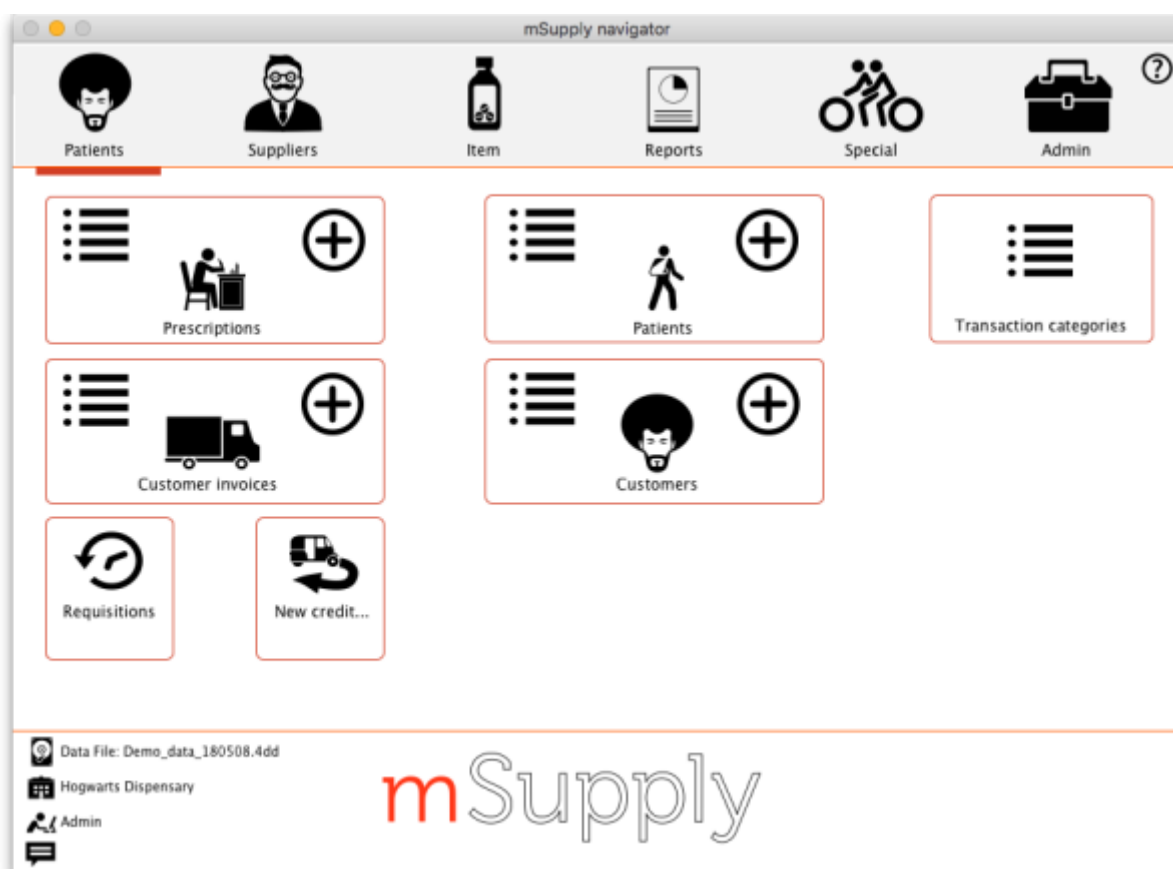 mSupply navigator
?
Patients
Suppliers
Item
Reports
Special
Admin
Prescriptions
Patients
Transaction categories
Customer invoices
Customers
Requisitions
New credit...
Data File: Demo_data_180508.4dd
Hogwarts Dispensary
Admin
mSupply